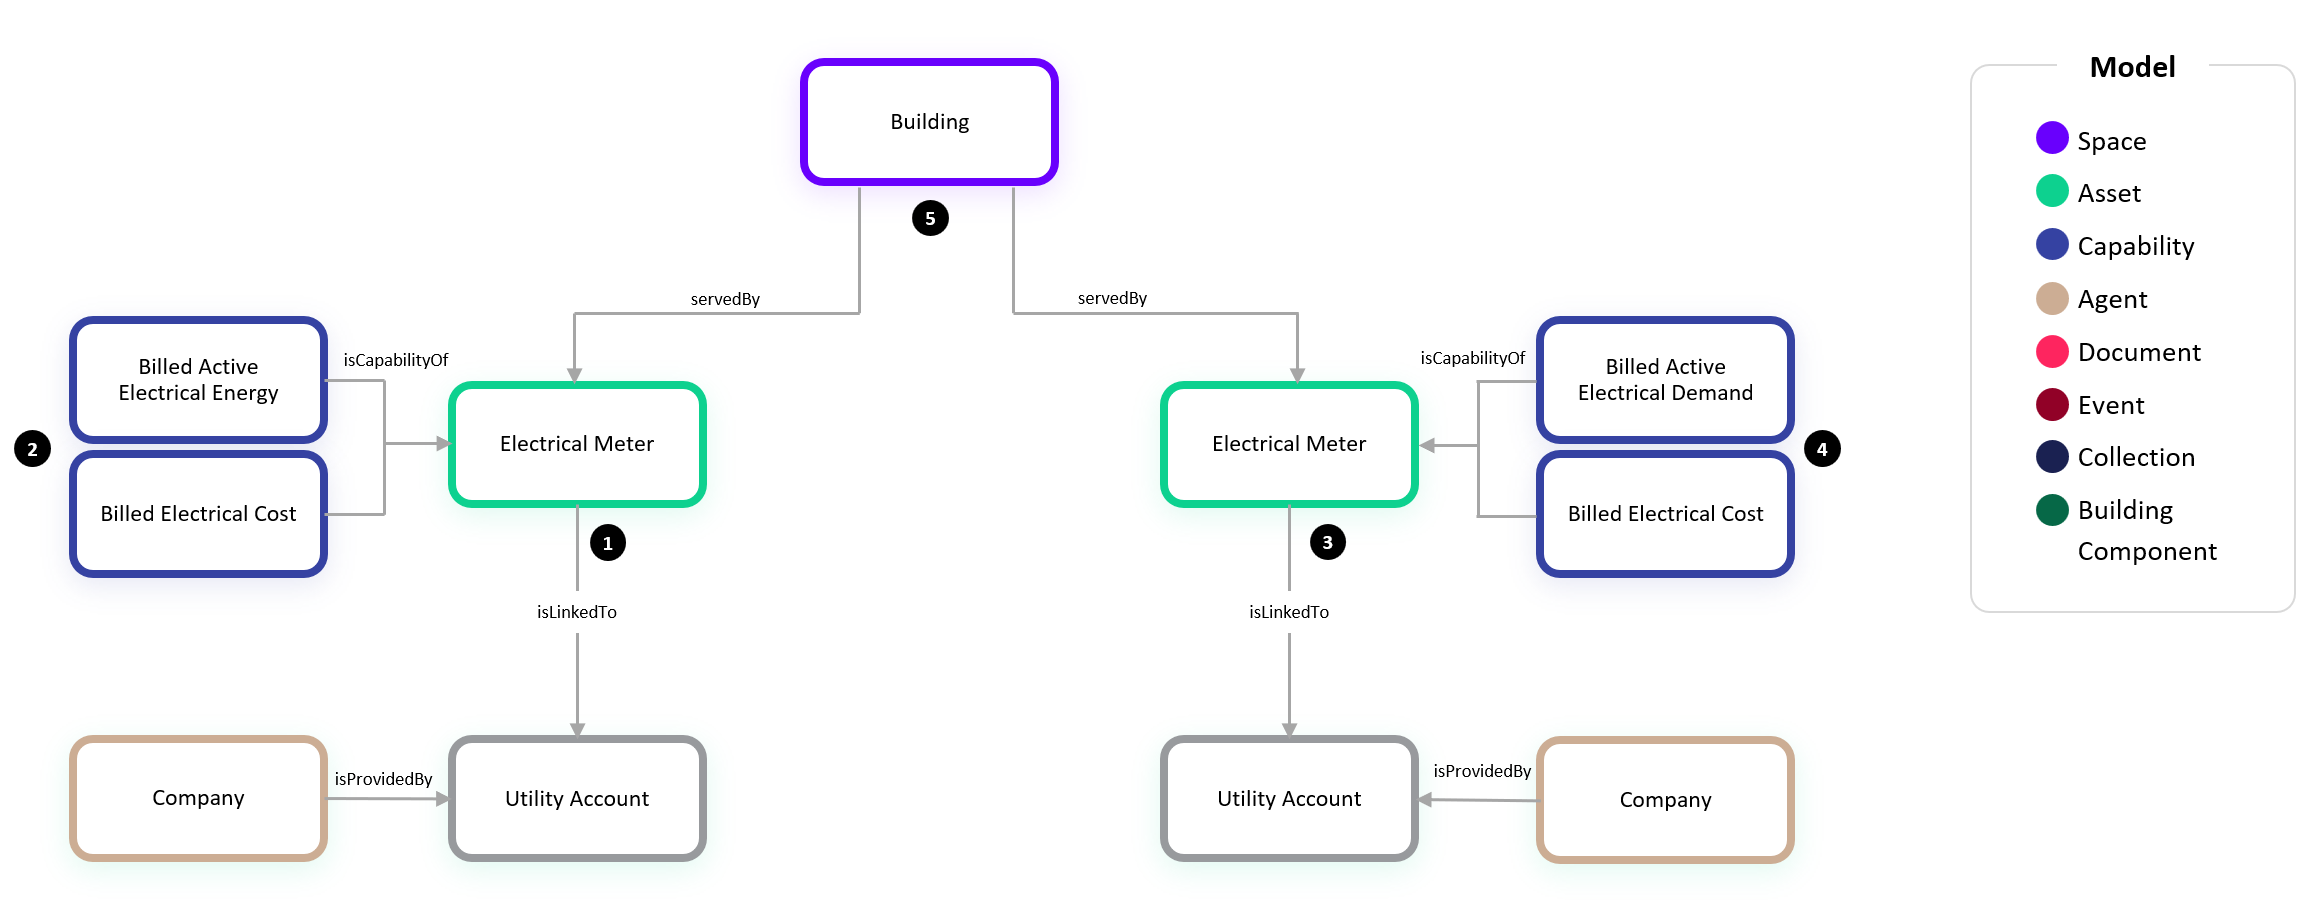 Model
Building
Space
5
Asset
Capability
servedBy
servedBy
Agent
Billed Active
Electrical Energy
isCapabilityOf
isCapabilityOf
Billed Active
Electrical Demand
Document
Event
2
Electrical Meter
Electrical Meter
4
Collection
Billed Electrical Cost
Billed Electrical Cost
Building
Component
1
3
isLinkedTo
isLinkedTo
Company
isProvidedBy
Utility Account
Utility Account
isProvidedBy
Company